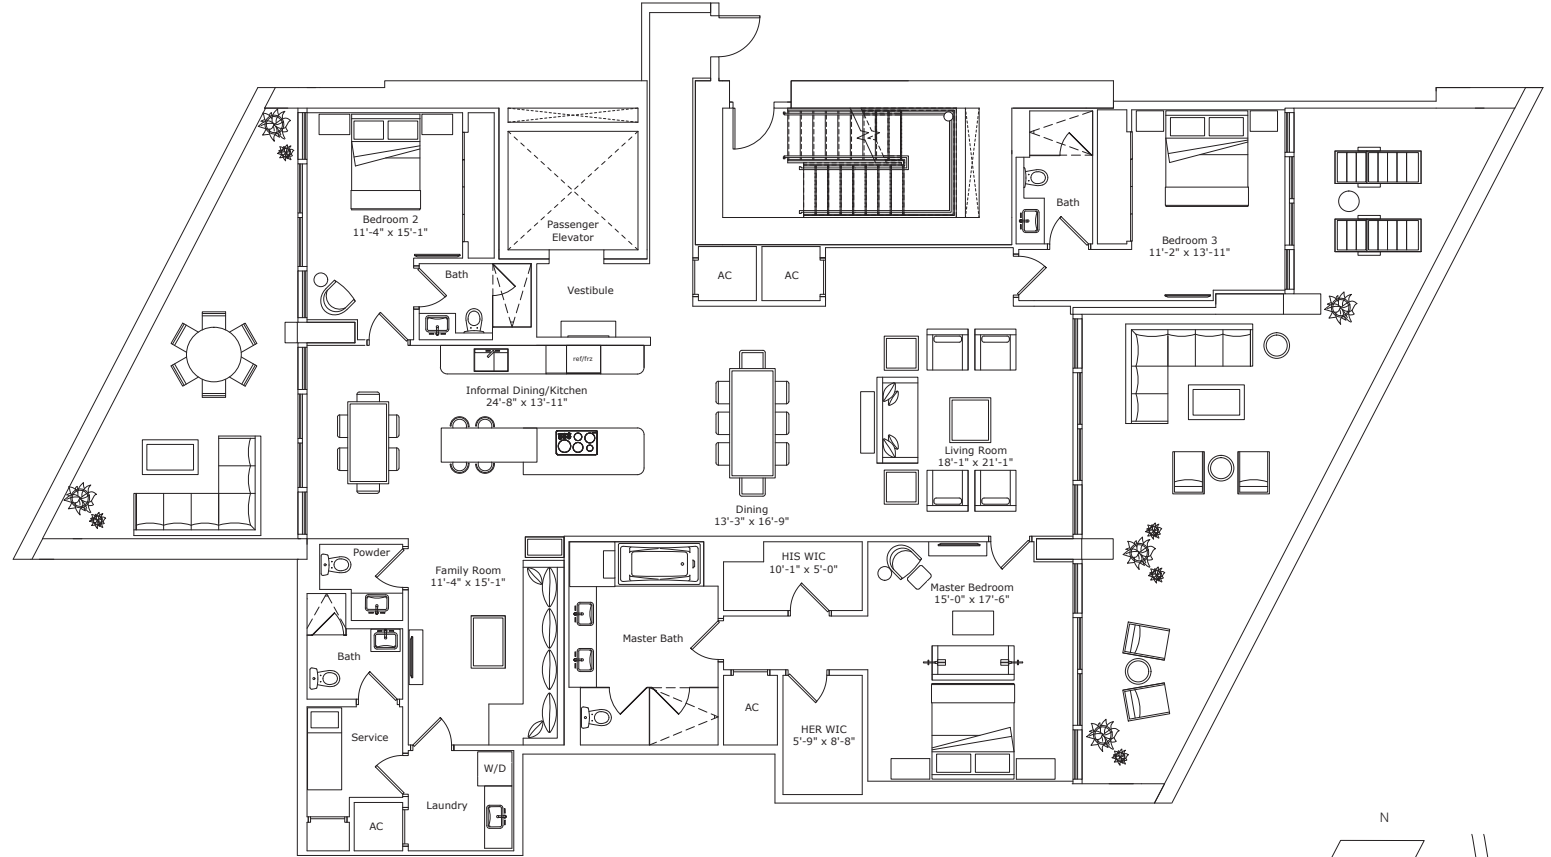 Bedroom 2
11'-4" x 15'-1"
Passenger
Elevator
Bath
Bedroom 3
11'-2" x 13'-11"
Bath
AC
AC
Vestibule
ref/frz
Informal Dining/Kitchen
24'-8" x 13'-11"
Living Room
18'-1" x 21'-1"
Dining
13'-3" x 16'-9"
Powder
Family Room
11'-4" x 15'-1"
HIS WIC
10'-1" x 5'-0"
Master Bedroom
15'-0" x 17'-6"
Master Bath
Bath
AC
HER WIC
5'-9" x 8'-8"
Service
W/D
Laundry
AC
N